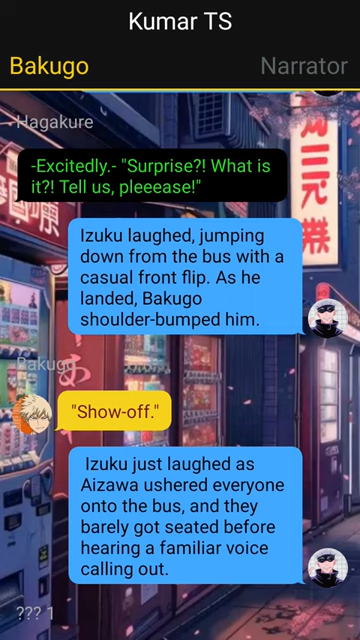 Kumar TS
Bakugo
Narrator
Hagakure
-Excitedly.- "Surprise?! What is
it?! Tell us, pleeease!"
Izuku laughed, jumping
down from the bus with a
casual front flip. As he
landed, Bakugo
shoulder-bumped him.
Bakugo
"Show-off."
Izuku just laughed as
Aizawa ushered everyone
onto the bus, and they
barely got seated before
hearing a familiar voice
calling out.
??? 1